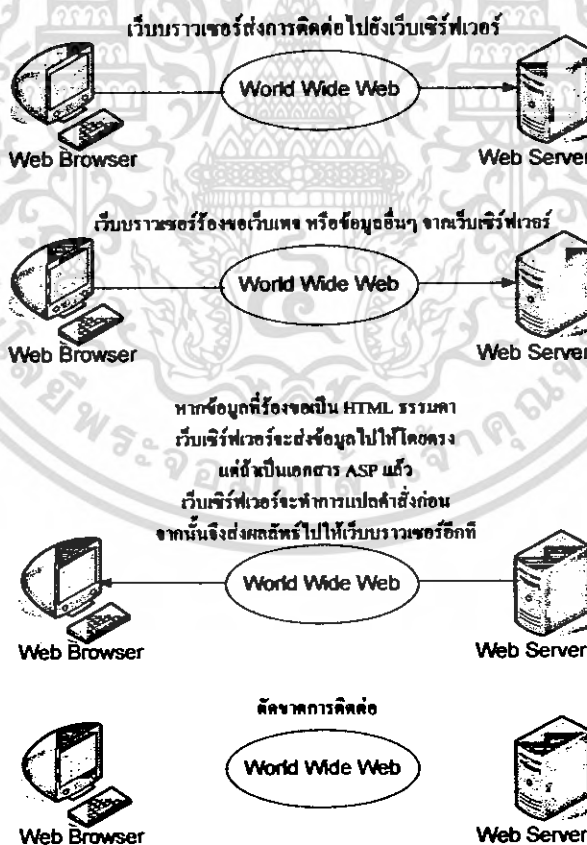 เว็บบราวเซอร์ส่งการติดต่อไปยังเว็บเซิร์ฟเวอร์
World Wide Web
Web Browser
Web Server
เว็บบราวเซอร์ร้องขอเว็บเพจ หรือข้อมูลอื่นๆ จากเว็บเซิร์ฟเวอร์
World Wide Web
Web Browser
Web Server
หากข้อมูลที่ร้องขอเป็น HTML ธรรมดา
เว็บเซิร์ฟเวอร์จะส่งข้อมูลไปให้โดยตรง
แต่ถ้าเป็นเอกสาร ASP แล้ว
เว็บเซิร์ฟเวอร์จะทำการแปลคำสั่งก่อน
จากนั้นจึงส่งผลลัพธ์ไปให้เว็บบราวเซอร์อีกที
World Wide Web
Web Browser
Web Server
ตัดขาดการติดต่อ
World Wide Web
Web Browser
Web Server